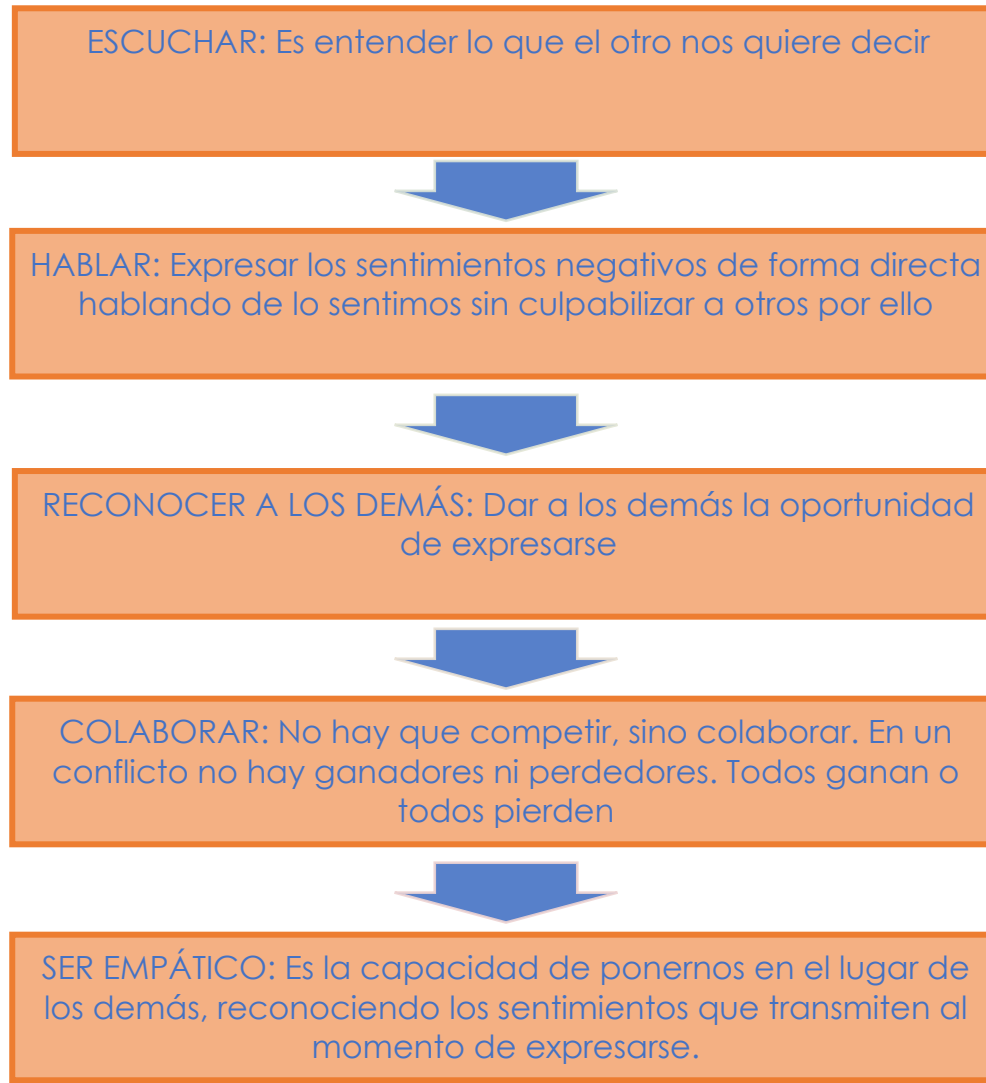 ESCUCHAR: Es entender lo que el otro nos quiere decir
HABLAR: Expresar los sentimientos negativos de forma directa
hablando de lo sentimos sin culpabilizar a otros por ello
RECONOCER A LOS DEMÁS: Dar a los demás la oportunidad
de expresarse
COLABORAR: No hay que competir, sino colaborar. En un
conflicto no hay ganadores ni perdedores. Todos ganan o
todos pierden
SER EMPÁTICO: Es la capacidad de ponernos en el lugar de
los demás, reconociendo los sentimientos que transmiten al
momento de expresarse.